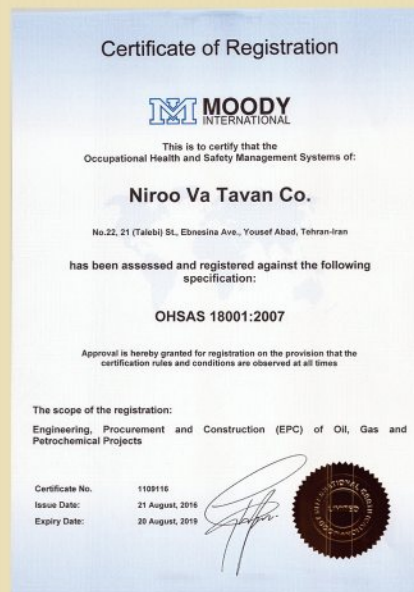 Certificate of Registration
MOODY
INTERNATIONAL
This is to certify that the
Occupational Health and Safety Management Systems of:
Niroo Va Tavan Co.
No.22, 21 (Talebi) St., Ebnesina Ave., Yousef Abad, Tehran-Iran
has been assessed and registered against the following
specification:
OHSAS 18001:2007
Approval is hereby granted for registration on the provision that the
certification rules and conditions are observed at all times
The scope of the registration:
Engineering, Procurement and Construction (EPC) of Oil, Gas and
Petrochemical Projects
Certificate No. 1109116
Issue Date: 21 August, 2016
Expiry Date: 20 August, 2019
LIMITED